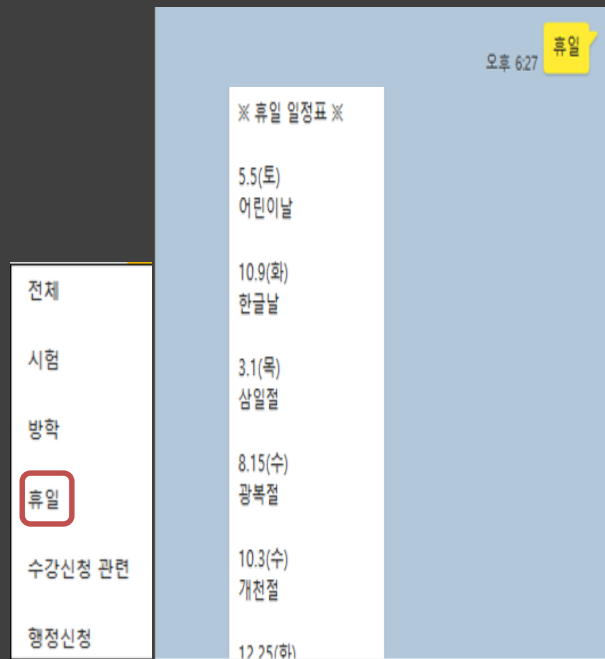 휴일
오후 6:27
※ 휴일 일정표 ※
5.5(토)
어린이날
10.9(화)
한글날
3.1(목)
삼일절
8.15(수)
광복절
10.3(수)
개천절
12.25(화)
전체
시험
방학
휴일
수강신청 관련
행정신청